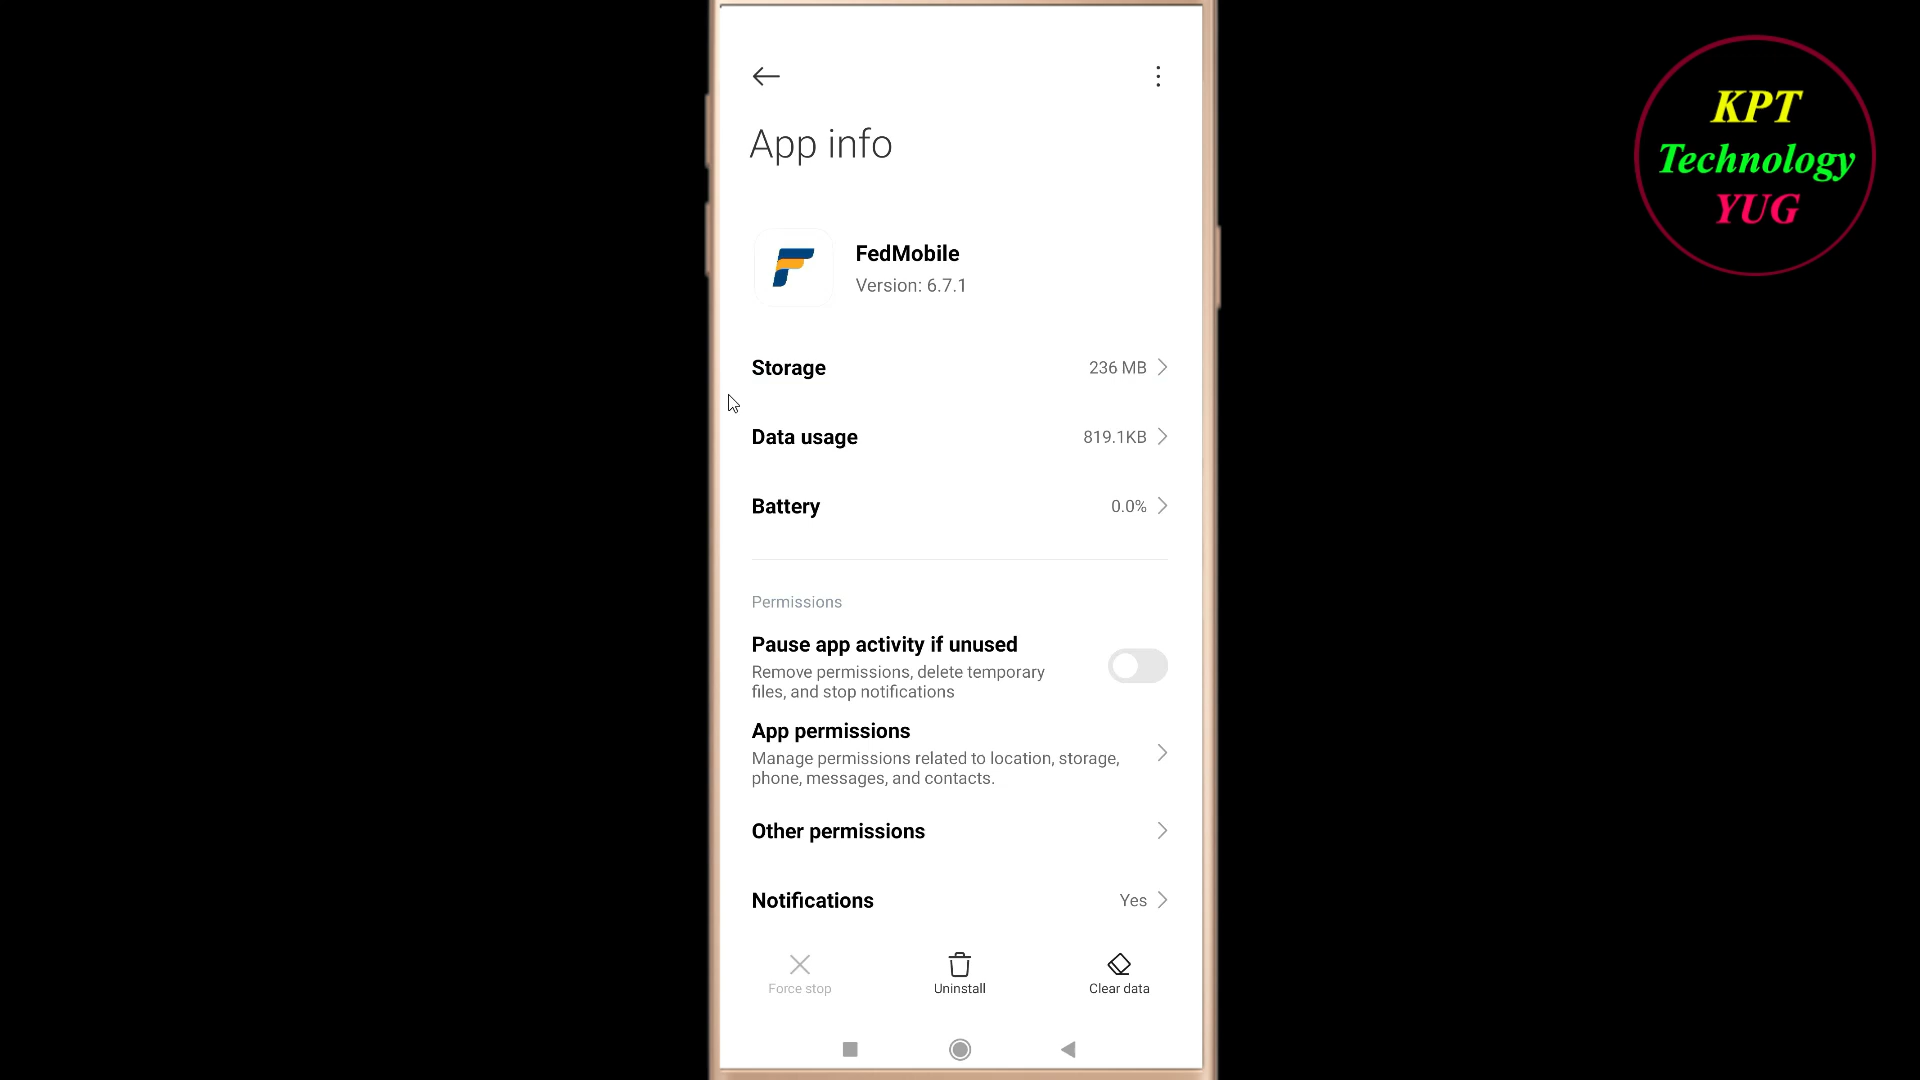 KPT
Technology
YUG
App info
FedMobile
Version: 6.7.1
Storage 236 MB
Data usage 819.1KB
Battery 0.0%
Permissions
Pause app activity if unused
Remove permissions, delete temporary
files, and stop notifications
App permissions
Manage permissions related to location, storage,
phone, messages, and contacts.
Other permissions
Notifications Yes
Force stop Uninstall Clear data